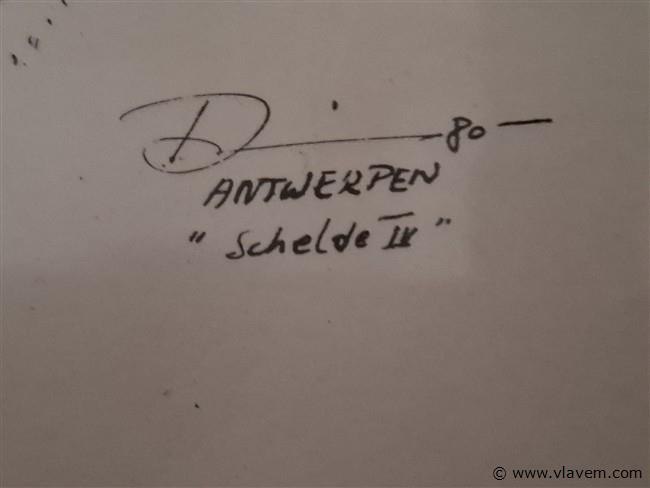 80 —
ANTWERPEN
" Schelde IV "
© www.vlavem.com